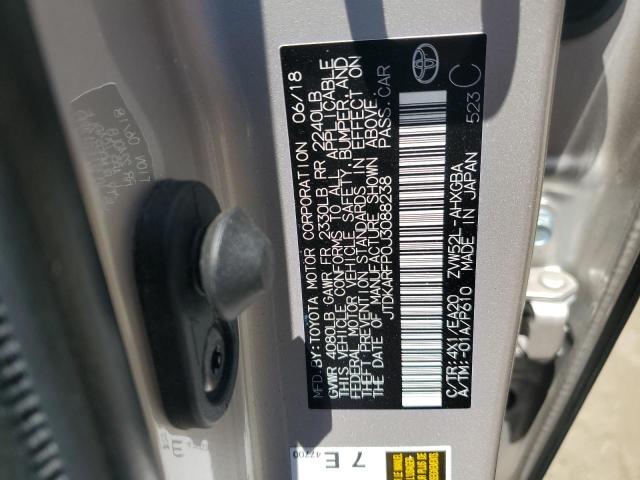 MFD. BY: TOYOTA MOTOR CORPORATION 06/18
GVWR 4080LB GAWR FR 2330LB RR 2240LB
THIS VEHICLE CONFORMS TO ALL APPLICABLE
FEDERAL MOTOR VEHICLE SAFETY, BUMPER, AND
THEFT PREVENTION STANDARDS IN EFFECT ON
THE DATE OF MANUFACTURE SHOWN ABOVE.
JTDKARFP0J3088238 PASS. CAR
C/TR: 4X1/EA20 ZVW52L-AHXGBA
A/TM: -01A/P610 MADE IN JAPAN 523 C
7 E
42700